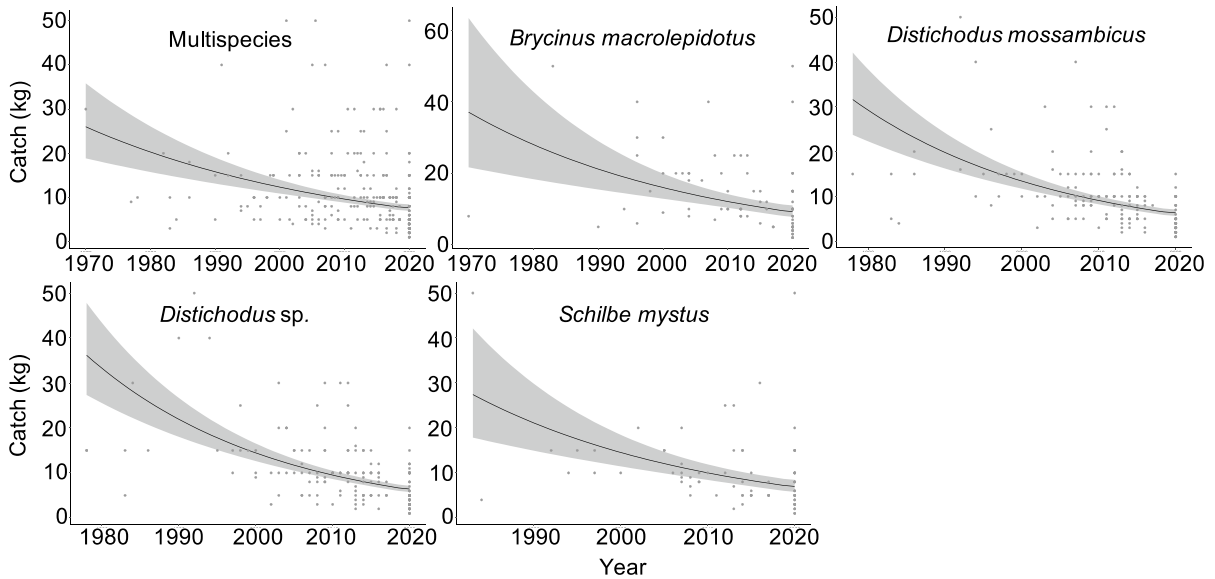 Multispecies
Catch (kg)
50
40
30
20
10
0
1970 1980 1990 2000 2010 2020
Brycinus macrolepidotus
60
40
20
0
1970 1980 1990 2000 2010 2020
Distichodus mossambicus
50
40
30
20
10
0
1980 1990 2000 2010 2020
Distichodus sp.
Catch (kg)
50
40
30
20
10
0
1980 1990 2000 2010 2020
Schilbe mystus
50
40
30
20
10
0
1990 2000 2010 2020
Year